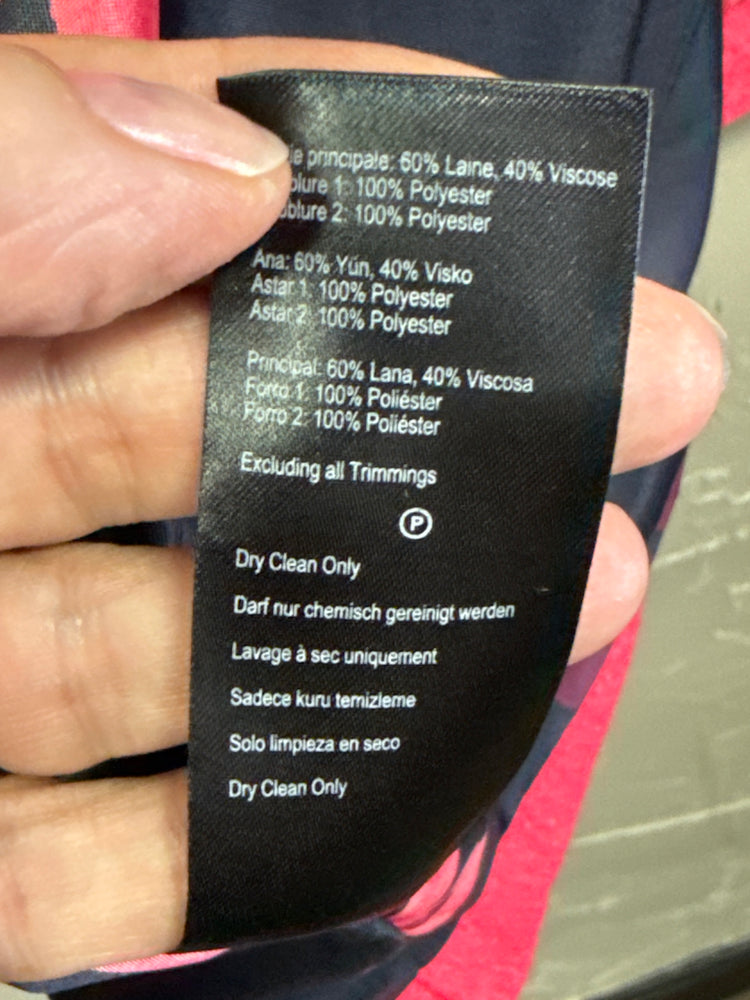 principale: 60% Laine, 40% Viscose
1: 100% Polyester
2: 100% Polyester
Ana: 60% Yün, 40% Visko
Astar 1: 100% Polyester
Astar 2: 100% Polyester
Principal: 60% Lana, 40% Viscosa
Forro 1: 100% Poliéster
Forro 2: 100% Poliéster
Excluding all Trimmings
P
Dry Clean Only
Darf nur chemisch gereinigt werden
Lavage à sec uniquement
Sadece kuru temizleme
Solo limpieza en seco
Dry Clean Only